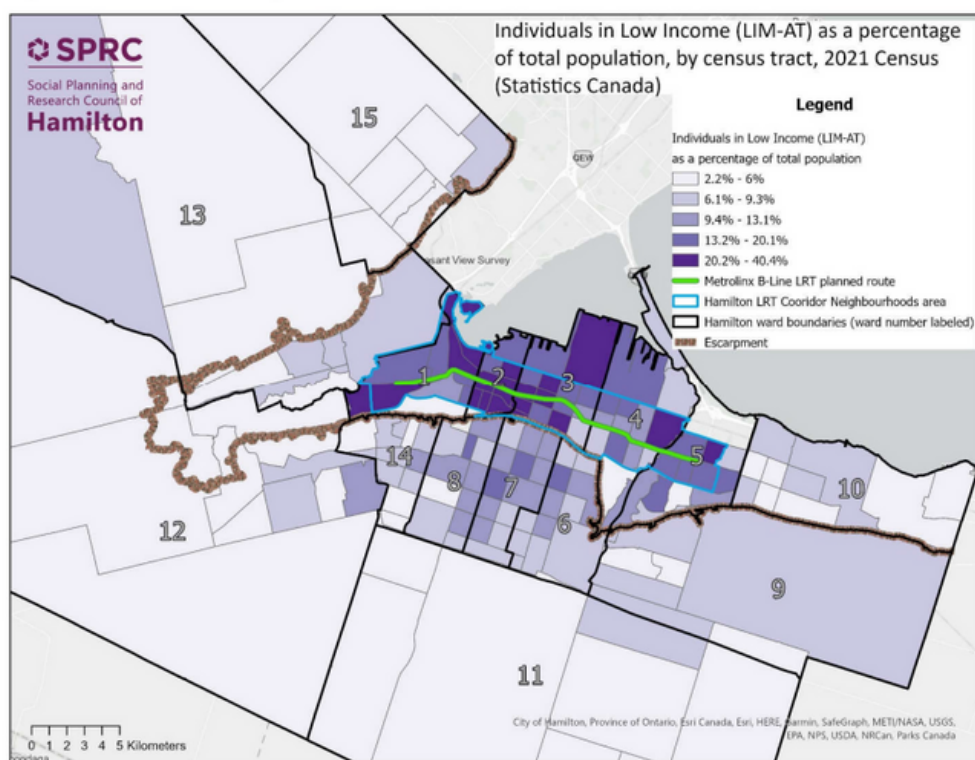 SPRC
Social Planning and
Research Council of
Hamilton
Individuals in Low Income (LIM-AT) as a percentage
of total population, by census tract, 2021 Census
(Statistics Canada)
Legend
Individuals in Low Income (LIM-AT)
as a percentage of total population
2.2% - 6%
6.1% - 9.3%
9.4% - 13.1%
13.2% - 20.1%
20.2% - 40.4%
Metrolinx B-Line LRT planned route
Hamilton LRT Cooridor Neighbourhoods area
Hamilton ward boundaries (ward number labeled)
Escarpment
15
QEW
13
asant View Survey
1
2
3
4
5
14
8
7
6
10
12
9
11
City of Hamilton, Province of Ontario, Esri Canada, Esri, HERE, Garmin, SafeGraph, METI/NASA, USGS,
EPA, NPS, USDA, NRCan, Parks Canada
0 1 2 3 4 5 Kilometers